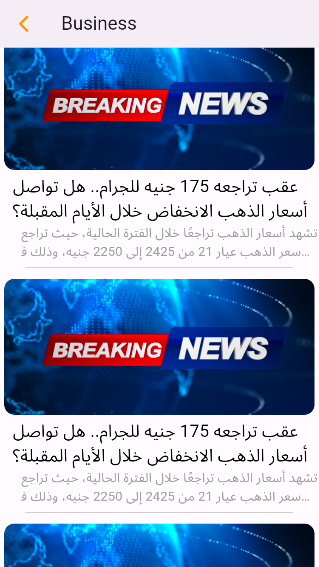 Business
BREAKING NEWS
عقب تراجعه 175 جنيه للجرام.. هل تواصل
أسعار الذهب الانخفاض خلال الأيام المقبلة؟
تشهد أسعار الذهب تراجعًا خلال الفترة الحالية، حيث تراجع
سعر الذهب عيار 21 من 2425 إلى 2250 جنيه، وذلك ف...
BREAKING NEWS
عقب تراجعه 175 جنيه للجرام.. هل تواصل
أسعار الذهب الانخفاض خلال الأيام المقبلة؟
تشهد أسعار الذهب تراجعًا خلال الفترة الحالية، حيث تراجع
سعر الذهب عيار 21 من 2425 إلى 2250 جنيه، وذلك ف...